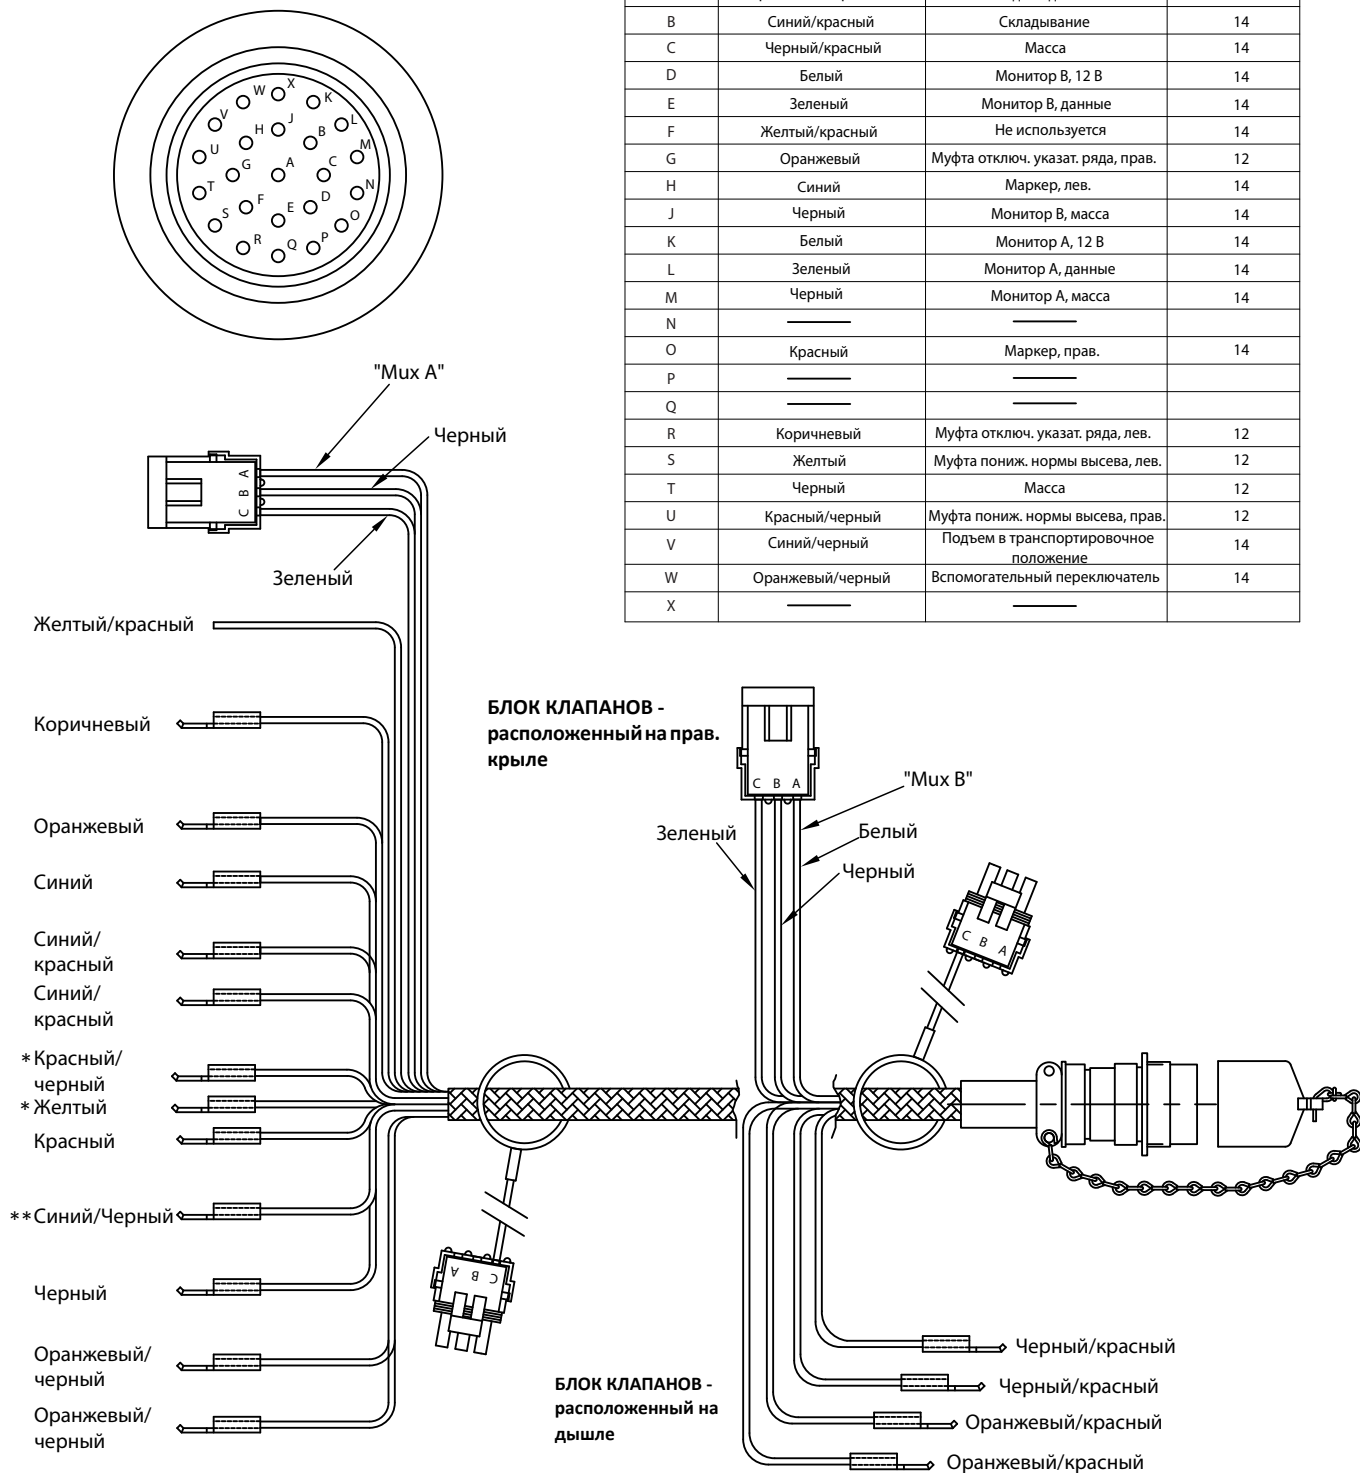 B Синий/красный Складывание 14
C Черный/красный Масса 14
D Белый Монитор B, 12 В 14
E Зеленый Монитор B, данные 14
F Желтый/красный Не используется 14
G Оранжевый Муфта отключ. указат. ряда, прав. 12
H Синий Маркер, лев. 14
J Черный Монитор B, масса 14
K Белый Монитор A, 12 В 14
L Зеленый Монитор A, данные 14
M Черный Монитор A, масса 14
N
O Красный Маркер, прав. 14
P
Q
R Коричневый Муфта отключ. указат. ряда, лев. 12
S Желтый Муфта пониж. нормы высева, лев. 12
T Черный Масса 12
U Красный/черный Муфта пониж. нормы высева, прав. 12
V Синий/черный Подъем в транспортировочное 14
положение
W Оранжевый/черный Вспомогательный переключатель 14
X
X
W K
V J L
H B
U M
G A C
T N
F D
S E O
R Q P
"Mux A"
Черный
A
B
C
Зеленый
Желтый/красный
Коричневый
Оранжевый
Синий
Синий/
красный
Синий/
красный
*Красный/
черный
*Желтый
Красный
**Синий/Черный
Черный
Оранжевый/
черный
Оранжевый/
черный
БЛОК КЛАПАНОВ -
расположенный на прав.
крыле
C B A
"Mux B"
Зеленый
Белый
Черный
C B A
C B A
БЛОК КЛАПАНОВ -
расположенный на
дышле
Черный/красный
Черный/красный
Оранжевый/красный
Оранжевый/красный